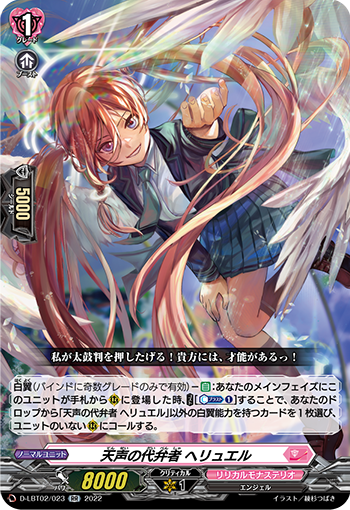 1
グレード
ブースト
シールド
5000
私が太鼓判を押したげる！貴方には、才能があるっ！
白翼(バインドに奇数グレードのみで有効)－自：あなたのメインフェイズにこ
のユニットが手札からRに登場した時、[CB1]することで、あなたのド
ロップから「天声の代弁者 ヘリュエル」以外の白翼能力を持つカードを1枚選び、
ユニットのいないRにコールする。
ノーマルユニット
天声の代弁者 ヘリュエル
パワー
8000
クリティカル
1
リリカルモナステリオ
エンジェル
D-LBT02/023 RR 2022
イラスト／綾杉つばき